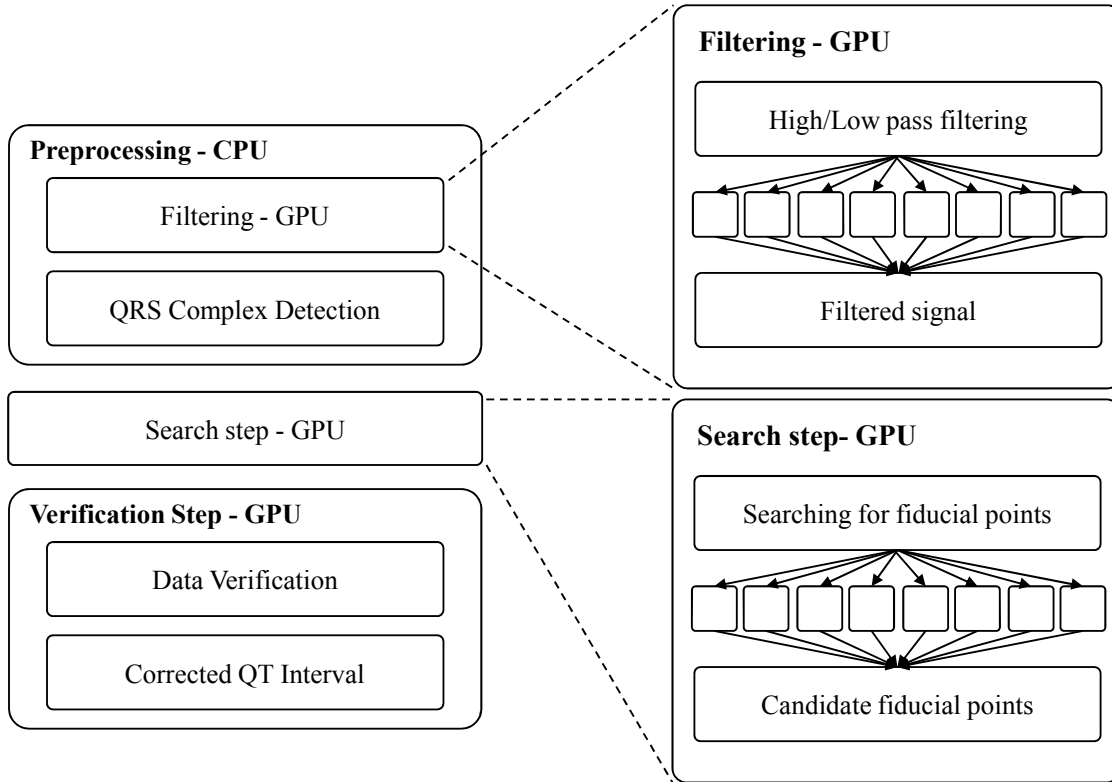 Preprocessing - CPU
Filtering - GPU
QRS Complex Detection
Search step - GPU
Verification Step - GPU
Data Verification
Corrected QT Interval
Filtering - GPU
High/Low pass filtering
Filtered signal
Search step- GPU
Searching for fiducial points
Candidate fiducial points